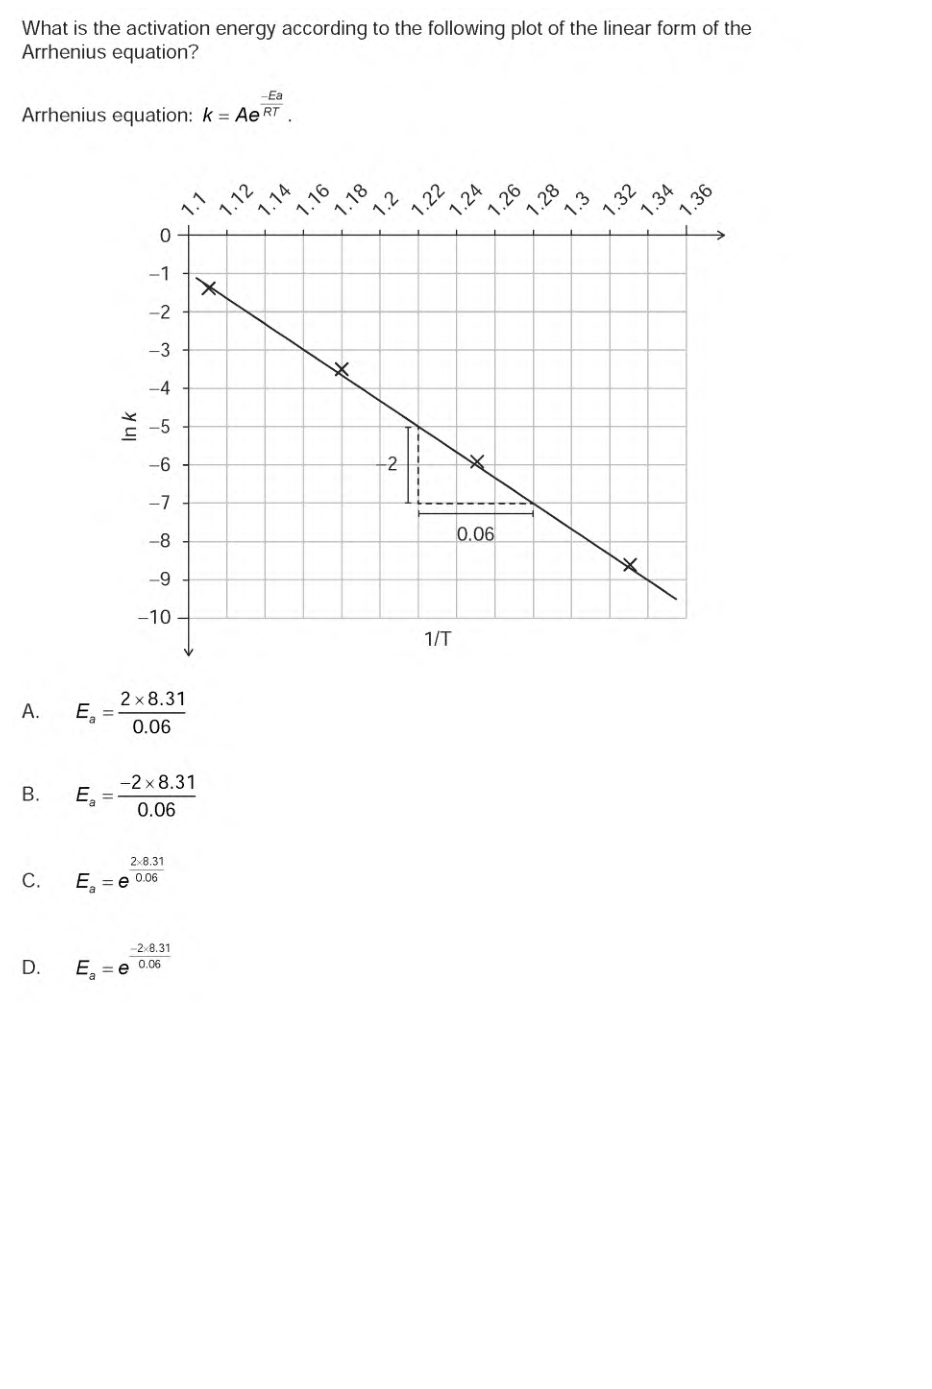 What is the activation energy according to the following plot of the linear form of the
Arrhenius equation?
Arrhenius equation: k = Ae^(-Ea/RT) .
1.1 1.12 1.14 1.16 1.18 1.2 1.22 1.24 1.26 1.28 1.3 1.32 1.34 1.36
0
–1
–2
–3
–4
–5
–6
–7
–8
–9
–10
ln k
–2
0.06
1/T
A. Ea = 2 × 8.31 / 0.06
B. Ea = –2 × 8.31 / 0.06
C. Ea = e^(2×8.31 / 0.06)
D. Ea = e^(–2×8.31 / 0.06)